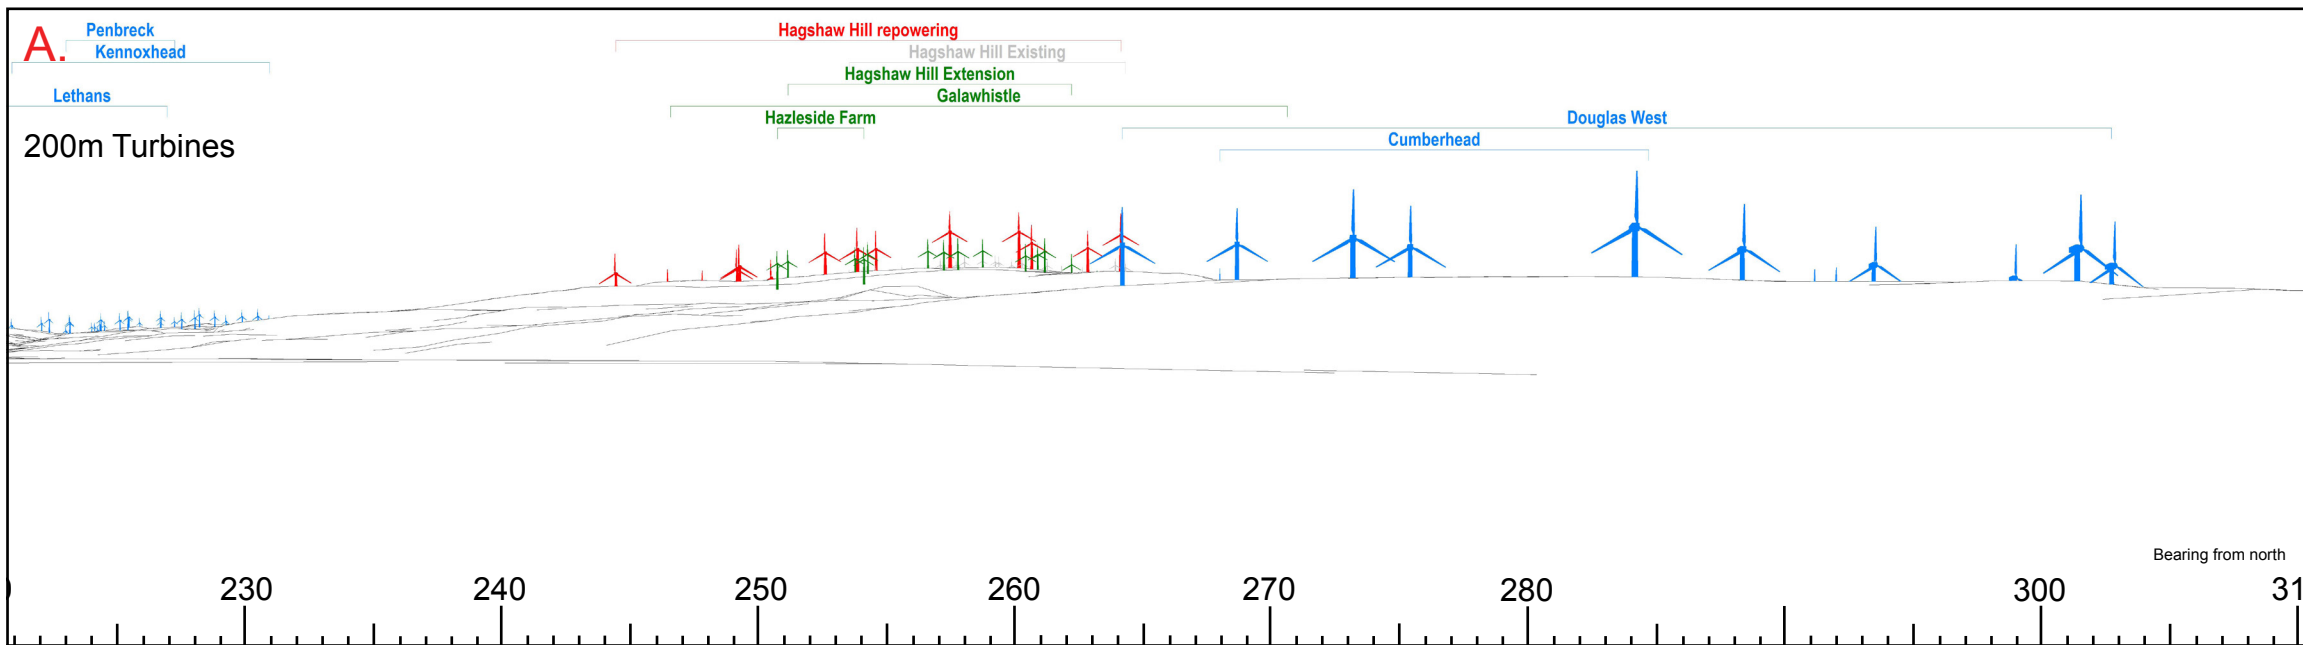 A.
Penbreck
Kennoxhead
Lethans
200m Turbines
Hagshaw Hill repowering
Hagshaw Hill Existing
Hagshaw Hill Extension
Galawhistle
Hazleside Farm
Douglas West
Cumberhead
Bearing from north
230 240 250 260 270 280 300 31